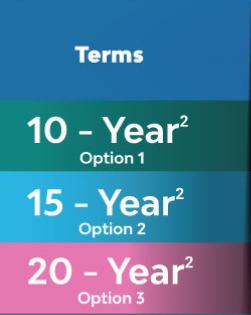 Terms
10 - Year²
Option 1
15 - Year²
Option 2
20 - Year²
Option 3